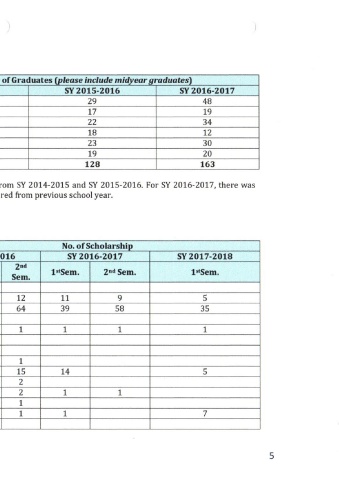 of Graduates (please include midyear graduates)
SY 2015-2016 SY 2016-2017
29 48
17 19
22 34
18 12
23 30
19 20
128 163
rom SY 2014-2015 and SY 2015-2016. For SY 2016-2017, there was
red from previous school year.
No. of Scholarship
016 SY 2016-2017 SY 2017-2018
2nd Sem. 1stSem. 2nd Sem. 1stSem.
12 11 9 5
64 39 58 35
1 1 1 1
1
15 14 5
2
2 1 1
1
1 1 7
5